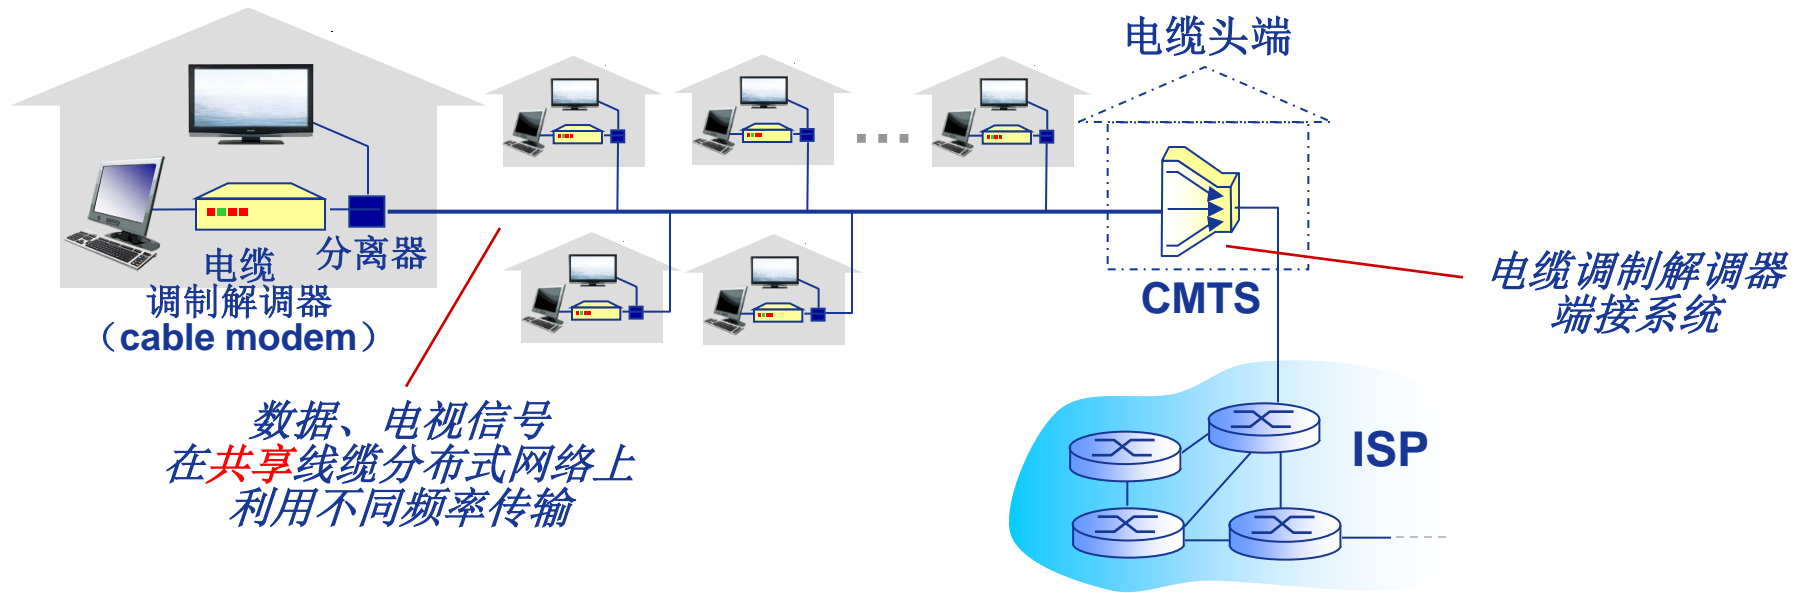 电缆头端
分离器
电缆
调制解调器
（cable modem）
CMTS
电缆调制解调器
端接系统
数据、电视信号
在共享线缆分布式网络上
利用不同频率传输
ISP